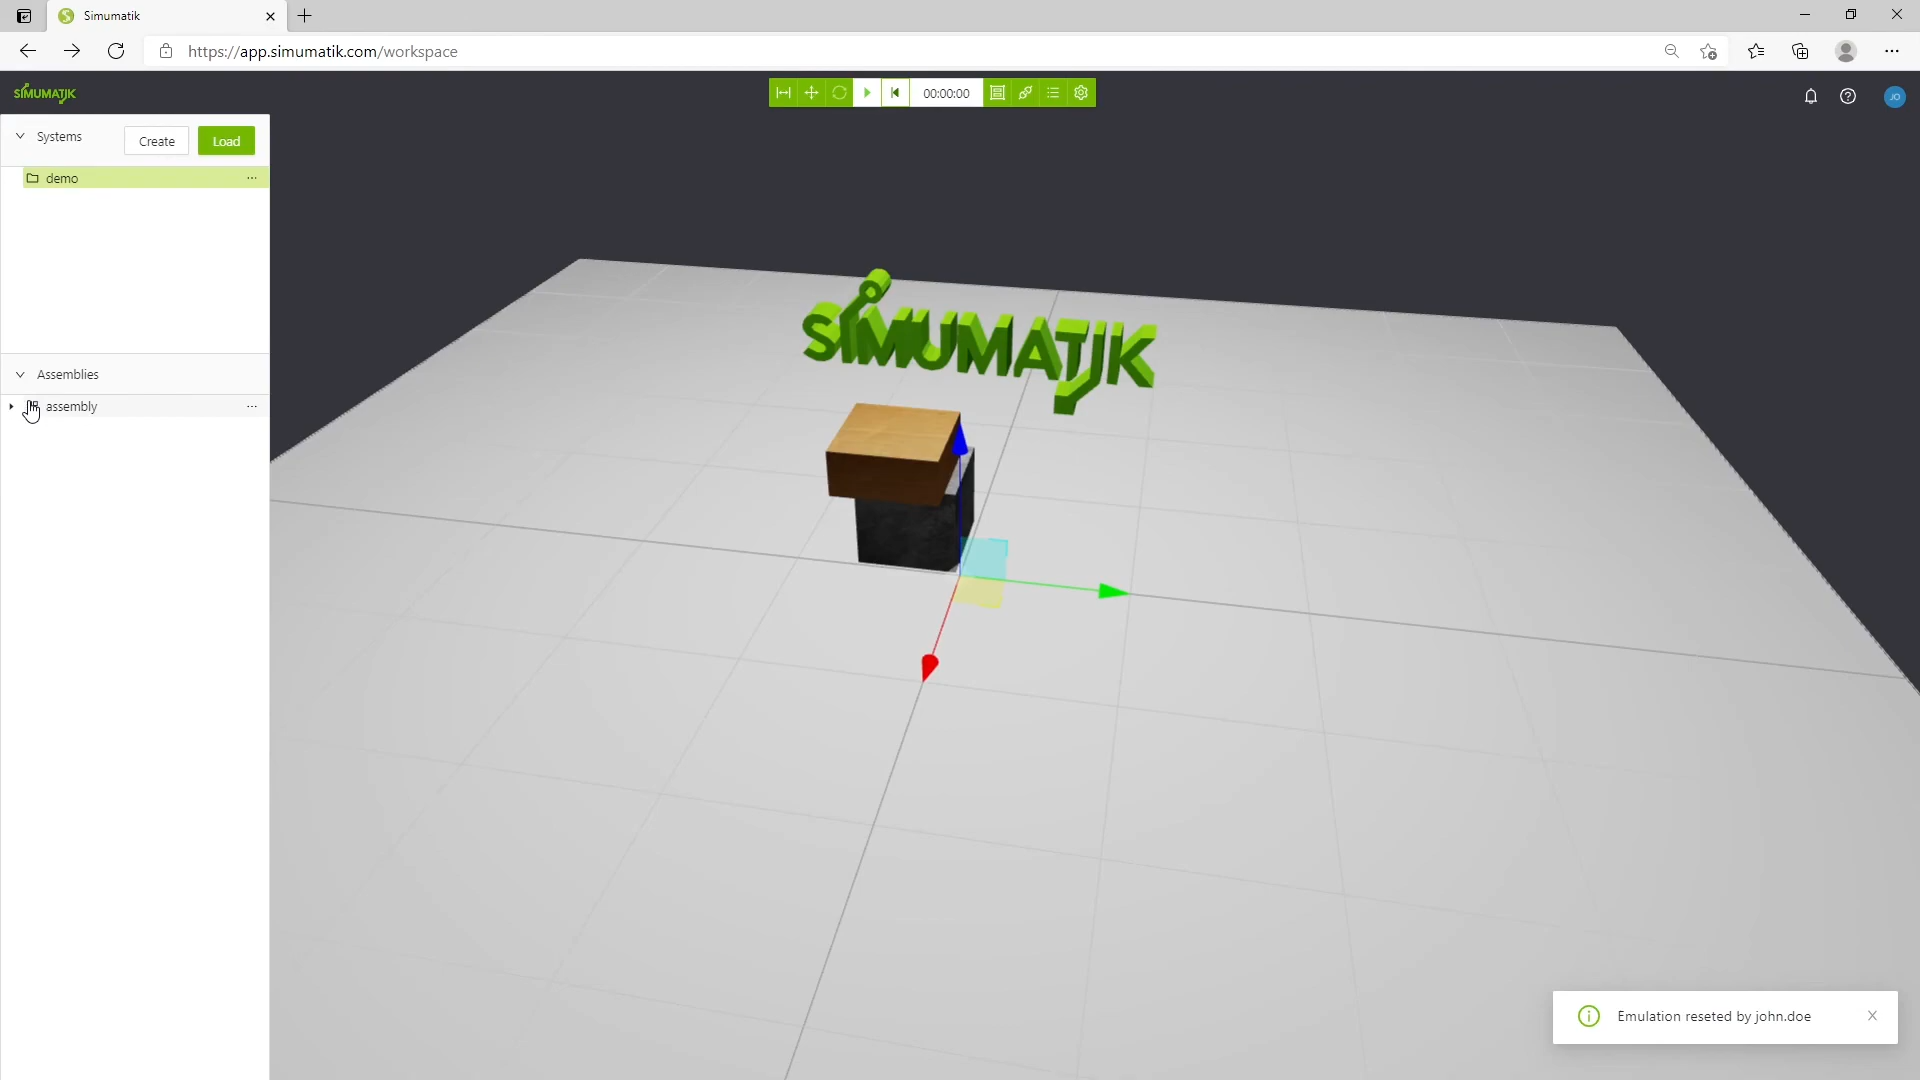 Simumatik
https://app.simumatik.com/workspace
SIMUMATIK
00:00:00
JO
Systems
Create
Load
demo
SIMUMATIK
Assemblies
assembly
Emulation reseted by john.doe